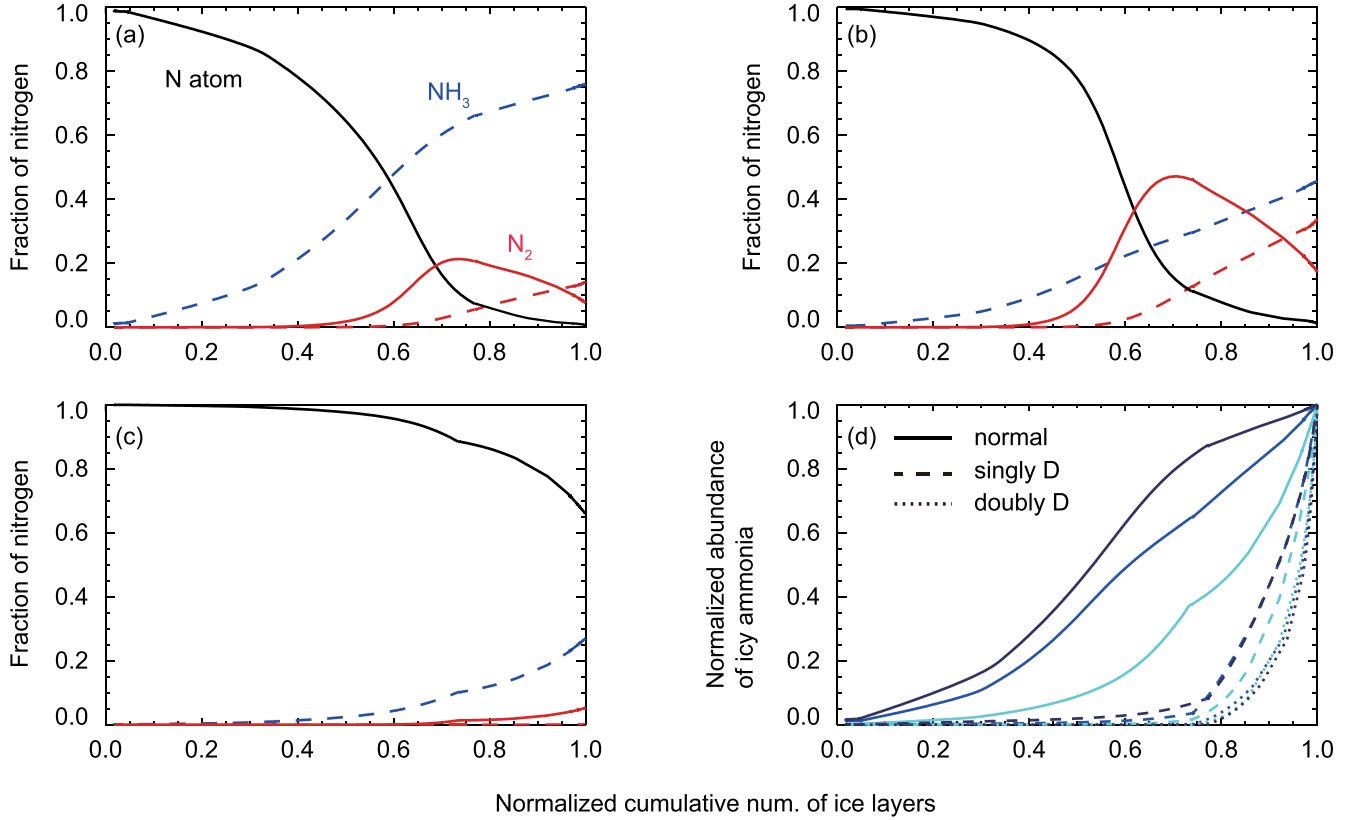 (a)
N atom
NH3
N2
1.0
0.8
0.6
0.4
0.2
0.0
0.0 0.2 0.4 0.6 0.8 1.0
Fraction of nitrogen
(b)
1.0
0.8
0.6
0.4
0.2
0.0
0.0 0.2 0.4 0.6 0.8 1.0
Fraction of nitrogen
(c)
1.0
0.8
0.6
0.4
0.2
0.0
0.0 0.2 0.4 0.6 0.8 1.0
Fraction of nitrogen
(d)
normal
singly D
doubly D
1.0
0.8
0.6
0.4
0.2
0.0
0.0 0.2 0.4 0.6 0.8 1.0
Normalized abundance
of icy ammonia
Normalized cumulative num. of ice layers